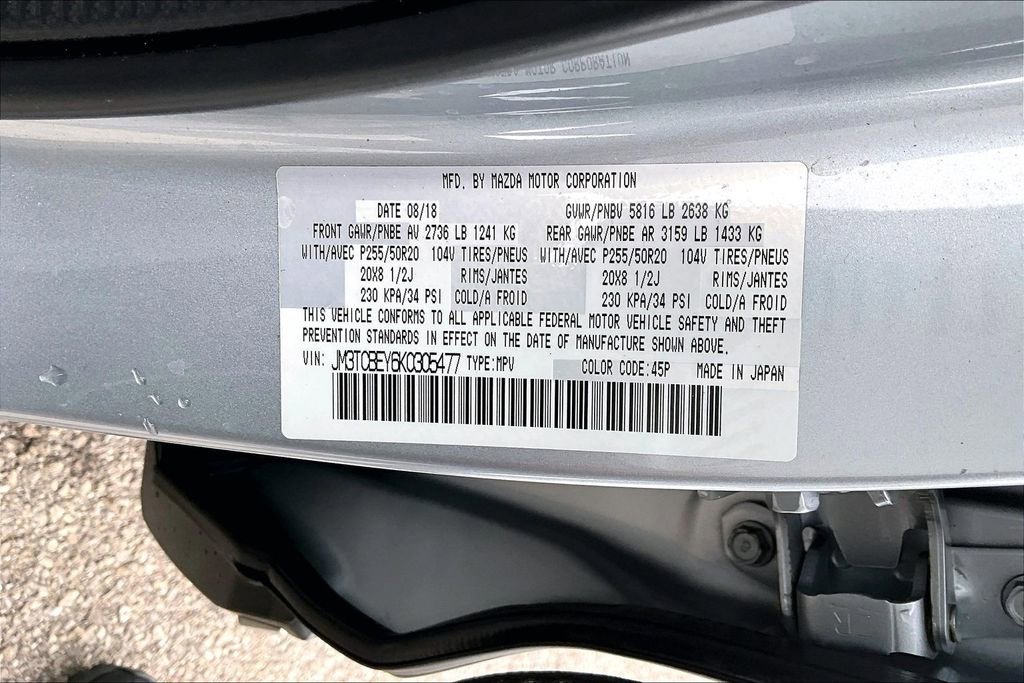 MFD. BY MAZDA MOTOR CORPORATION
DATE 08/18 GVWR/PNBV 5816 LB 2638 KG
FRONT GAWR/PNBE AV 2736 LB 1241 KG REAR GAWR/PNBE AR 3159 LB 1433 KG
WITH/AVEC P255/50R20 104V TIRES/PNEUS WITH/AVEC P255/50R20 104V TIRES/PNEUS
20X8 1/2J RIMS/JANTES 20X8 1/2J RIMS/JANTES
230 KPA/34 PSI COLD/A FROID 230 KPA/34 PSI COLD/A FROID
THIS VEHICLE CONFORMS TO ALL APPLICABLE FEDERAL MOTOR VEHICLE SAFETY AND THEFT
PREVENTION STANDARDS IN EFFECT ON THE DATE OF MANUFACTURE SHOWN ABOVE.
VIN: JM3TCBEY6K0305477 TYPE:MPV COLOR CODE:45P MADE IN JAPAN